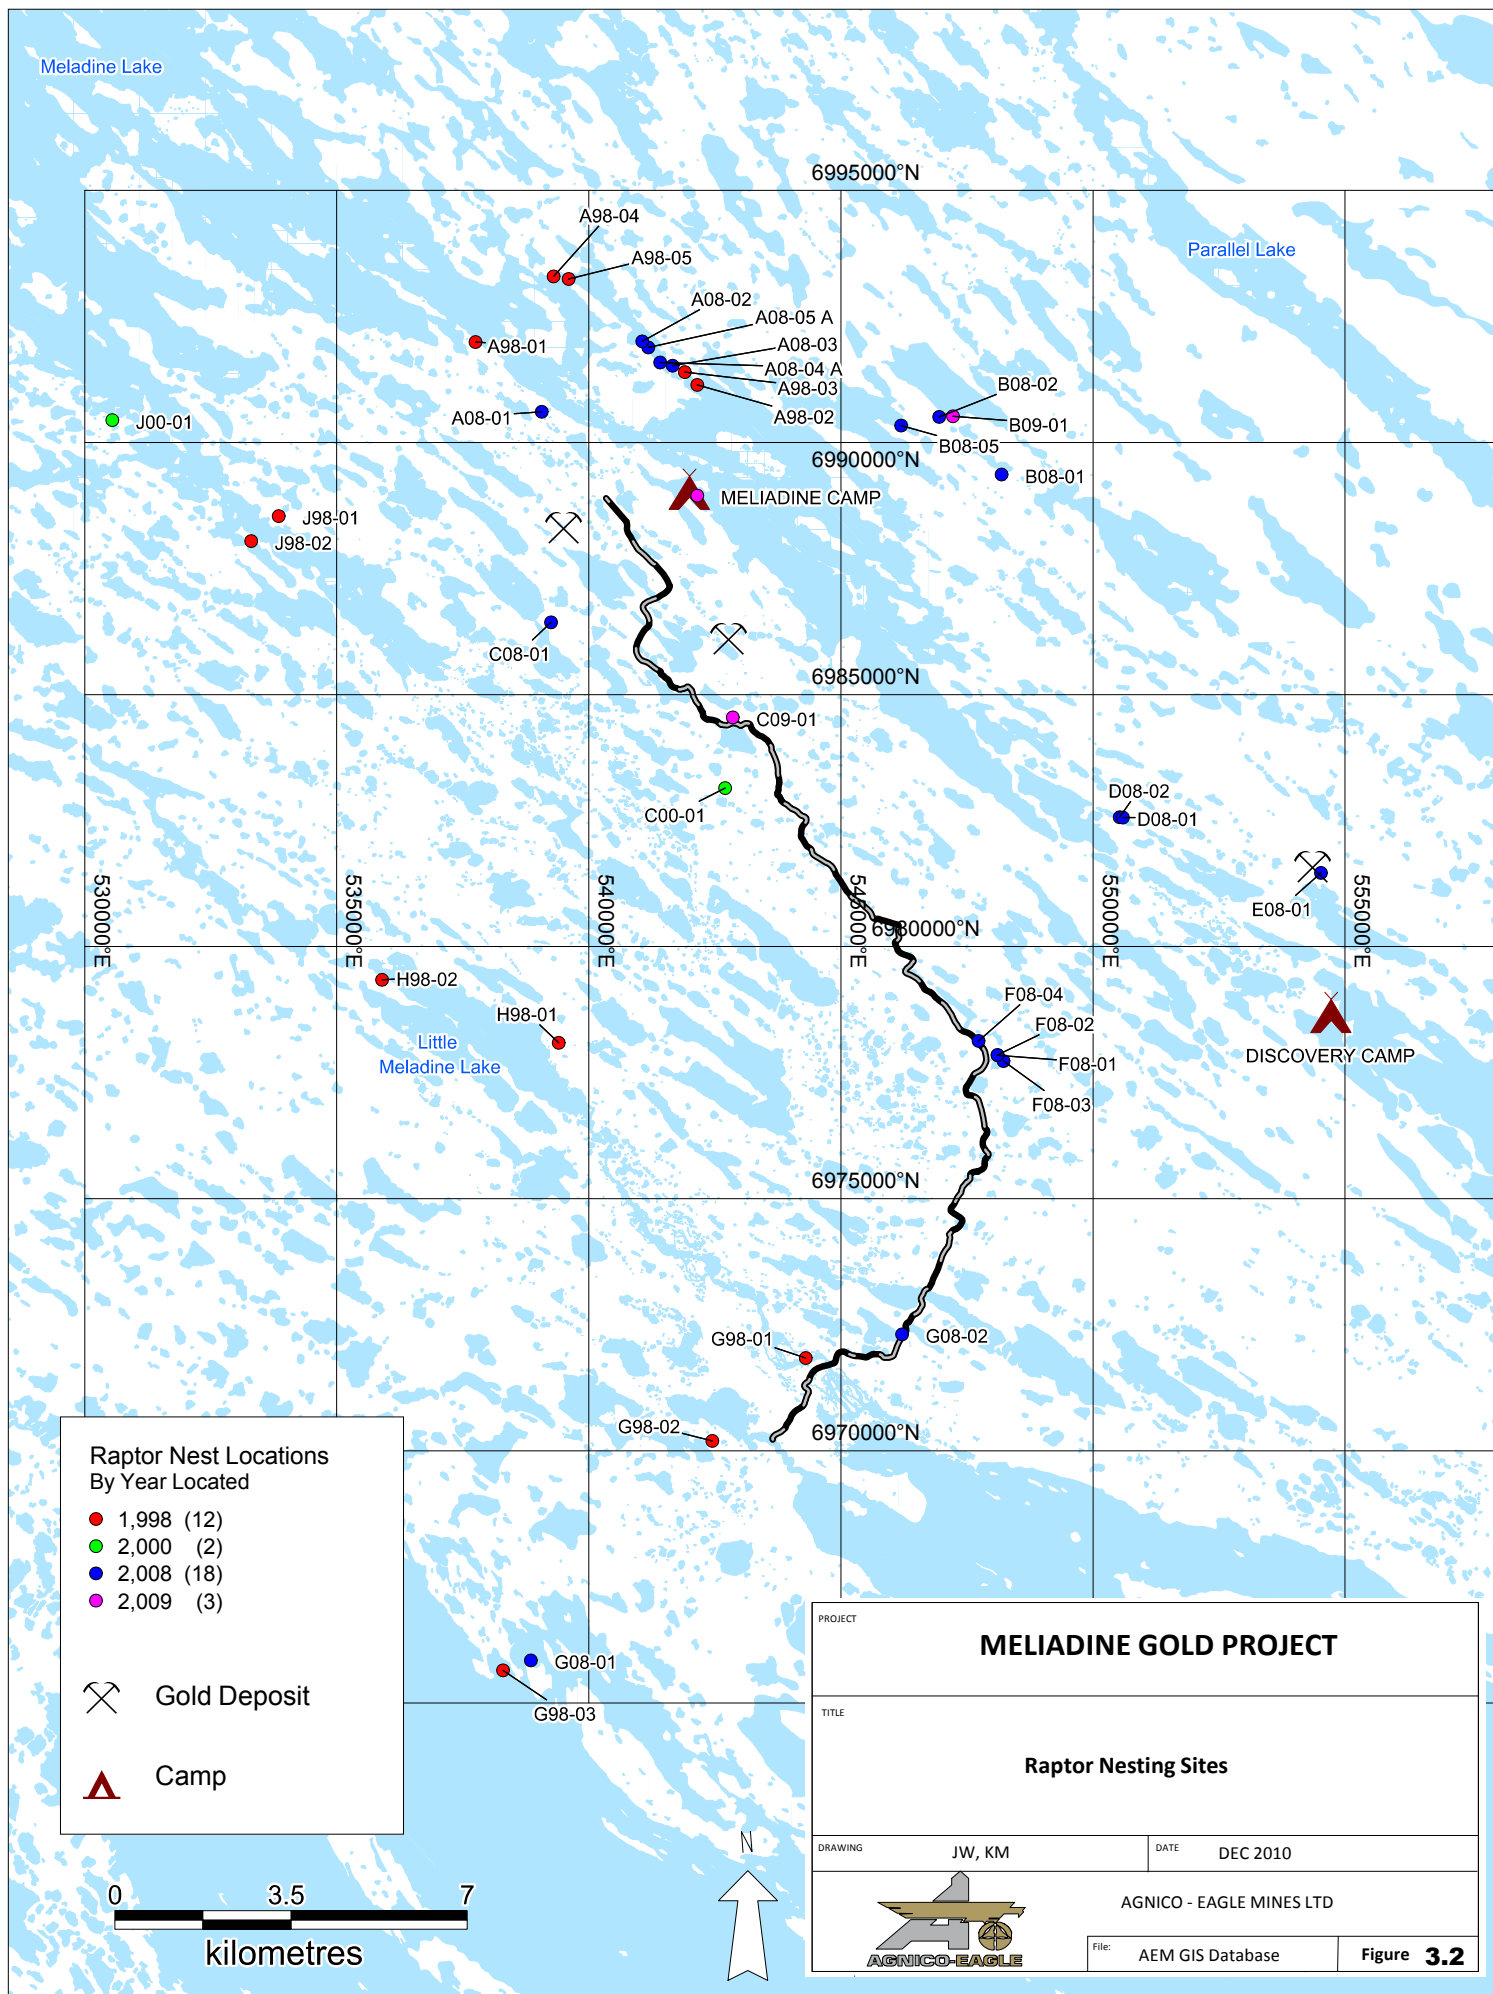 Meladine Lake
6995000°N
A98-04
Parallel Lake
A98-05
A08-02
A08-05 A
A08-03
A98-01
A08-04 A
A98-03
B08-02
A98-02
A08-01
J00-01
B09-01
B08-05
6990000°N
B08-01
MELIADINE CAMP
J98-01
J98-02
C08-01
6985000°N
C09-01
D08-02
C00-01
D08-01
530000°E
535000°E
540000°E
545000°E
550000°E
555000°E
E08-01
6980000°N
H98-02
F08-04
H98-01
F08-02
Little
Meladine Lake
DISCOVERY CAMP
F08-01
F08-03
6975000°N
G98-01
G08-02
G98-02
6970000°N
Raptor Nest Locations
By Year Located
1,998 (12)
2,000 (2)
2,008 (18)
2,009 (3)
Gold Deposit
Camp
G08-01
G98-03
0 3.5 7
kilometres
N
PROJECT
MELIADINE GOLD PROJECT
TITLE
Raptor Nesting Sites
DRAWING JW, KM
DATE DEC 2010
AGNICO-EAGLE
AGNICO - EAGLE MINES LTD
File: AEM GIS Database
Figure 3.2